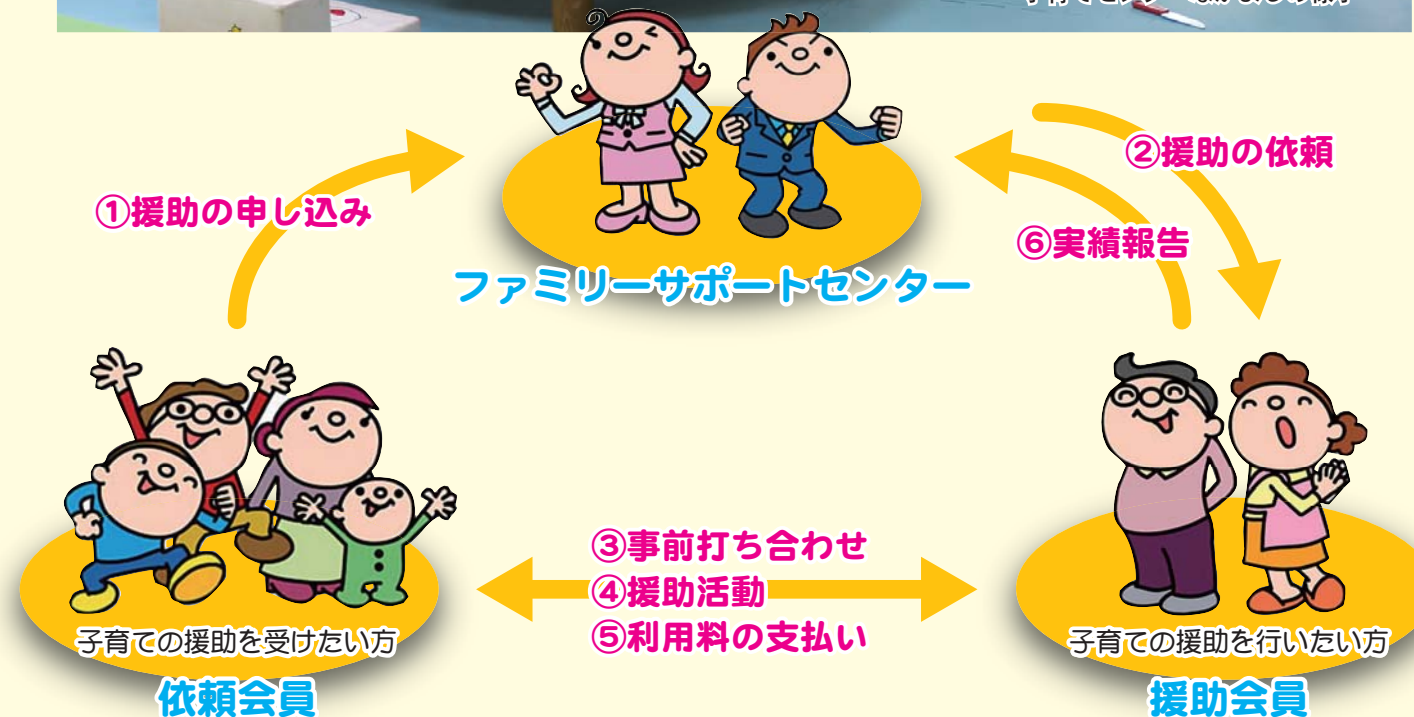 ①援助の申し込み
②援助の依頼
⑥実績報告
ファミリーサポートセンター
③事前打ち合わせ
④援助活動
⑤利用料の支払い
子育ての援助を受けたい方
依頼会員
子育ての援助を行いたい方
援助会員